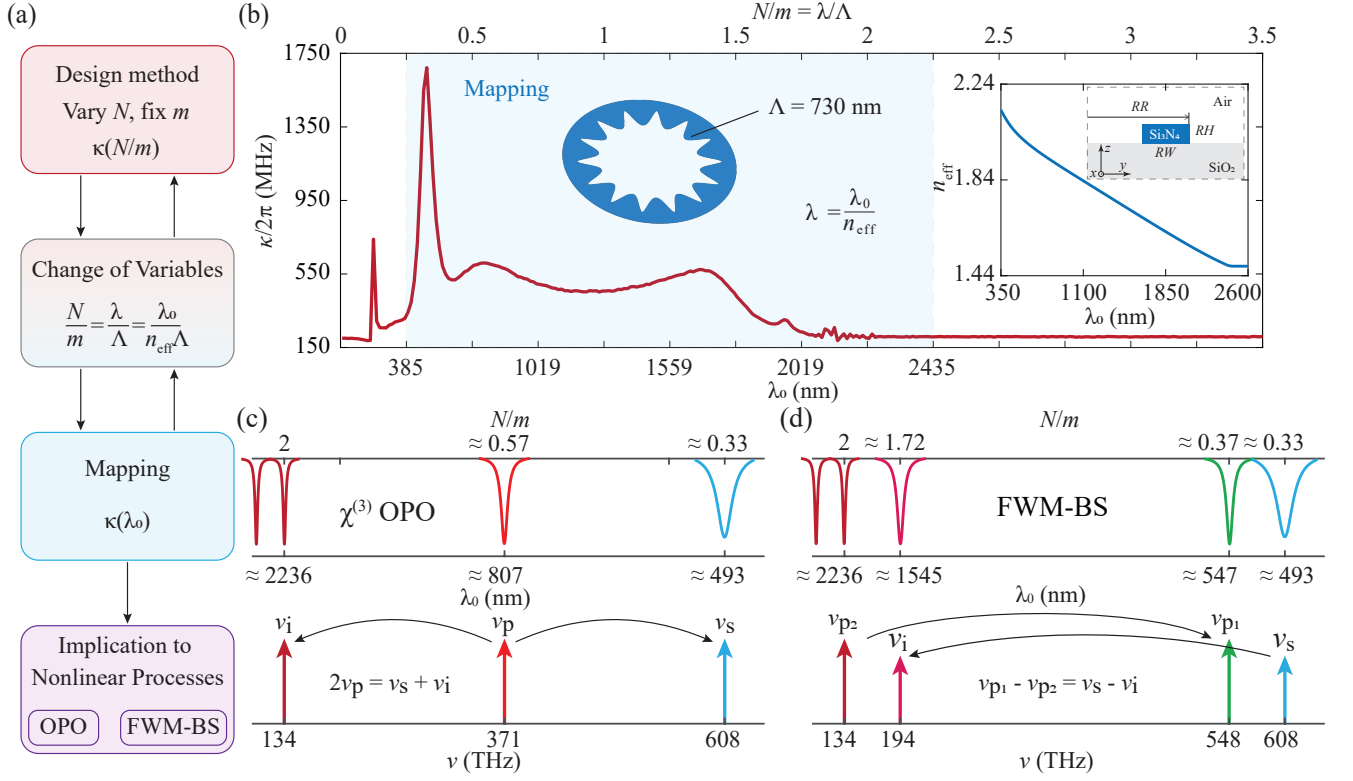 (a)
Design method
Vary N, fix m
κ(N/m)
Change of Variables
N/m = λ/Λ = λ₀/n_effΛ
Mapping
κ(λ₀)
Implication to
Nonlinear Processes
OPO
FWM-BS
(b)
N/m = λ/Λ
0 0.5 1 1.5 2 2.5 3 3.5
κ/2π (MHz)
1750
1350
950
550
150
Mapping
Λ = 730 nm
λ = λ₀/n_eff
385 1019 1559 2019 2435
λ₀ (nm)
n_eff
2.24
1.84
1.44
350 1100 1850 2600
λ₀ (nm)
RR
Air
Si₃N₄
RH
RW
z
x
y
SiO₂
(c)
N/m
2 ≈ 0.57 ≈ 0.33
χ⁽³⁾ OPO
≈ 2236 ≈ 807 ≈ 493
λ₀ (nm)
νᵢ νₚ νₛ
2νₚ = νₛ + νᵢ
134 371 608
ν (THz)
(d)
N/m
2 ≈ 1.72 ≈ 0.37 ≈ 0.33
FWM-BS
≈ 2236 ≈ 1545 ≈ 547 ≈ 493
λ₀ (nm)
νₚ₂ νᵢ νₚ₁ νₛ
νₚ₁ - νₚ₂ = νₛ - νᵢ
134 194 548 608
ν (THz)